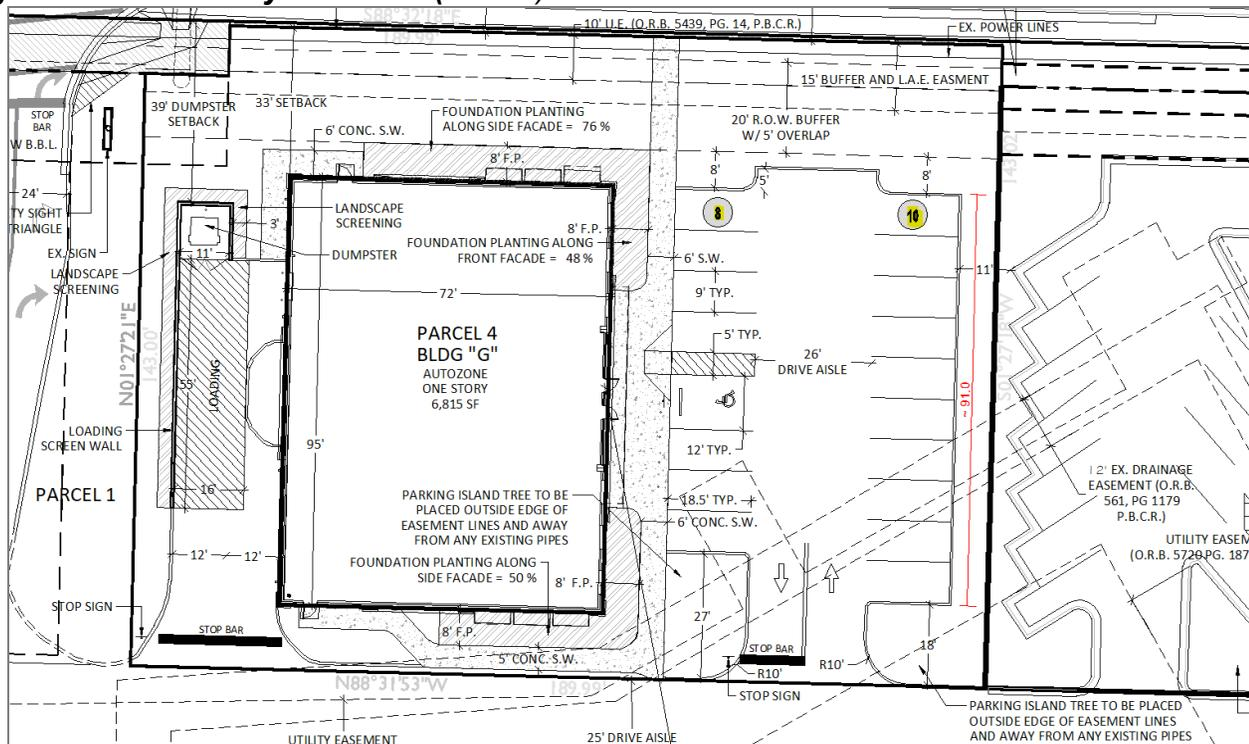 S88°32'18"E
189.99'
10' U.E. (O.R.B. 5439, PG. 14, P.B.C.R.)
EX. POWER LINES
15' BUFFER AND L.A.E. EASMENT
20' R.O.W. BUFFER
W/ 5' OVERLAP
39' DUMPSTER
SETBACK
33' SETBACK
STOP
BAR
W B.B.L.
24'
TY SIGHT
TRIANGLE
EX. SIGN
6' CONC. S.W.
FOUNDATION PLANTING
ALONG SIDE FACADE = 76 %
8' F.P.
8'
5'
8'
8
10
LANDSCAPE
SCREENING
3'
DUMPSTER
11'
LANDSCAPE
SCREENING
8' F.P.
FOUNDATION PLANTING ALONG
FRONT FACADE = 48 %
6' S.W.
9' TYP.
11'
72'
N01°27'21"E
143.00'
PARCEL 4
BLDG "G"
AUTOZONE
ONE STORY
6,815 SF
5' TYP.
26'
DRIVE AISLE
~ 91.0
S01°27'18"W
143.02
55'
LOADING
LOADING
SCREEN WALL
95'
12' TYP.
PARCEL 1
16'
18.5' TYP.
6' CONC. S.W.
PARKING ISLAND TREE TO BE
PLACED OUTSIDE EDGE OF
EASEMENT LINES AND AWAY
FROM ANY EXISTING PIPES
12' EX. DRAINAGE
EASEMENT (O.R.B.
561, PG 1179
P.B.C.R.)
UTILITY EASEM
(O.R.B. 5720 PG. 187
12'
12'
FOUNDATION PLANTING ALONG
SIDE FACADE = 50 %
8' F.P.
27'
18'
STOP SIGN
STOP BAR
8' F.P.
5' CONC. S.W.
STOP BAR
R10'
R10'
STOP SIGN
N88°31'53"W
189.99'
PARKING ISLAND TREE TO BE PLACED
OUTSIDE EDGE OF EASEMENT LINES
AND AWAY FROM ANY EXISTING PIPES
UTILITY EASEMENT
25' DRIVE AISLE